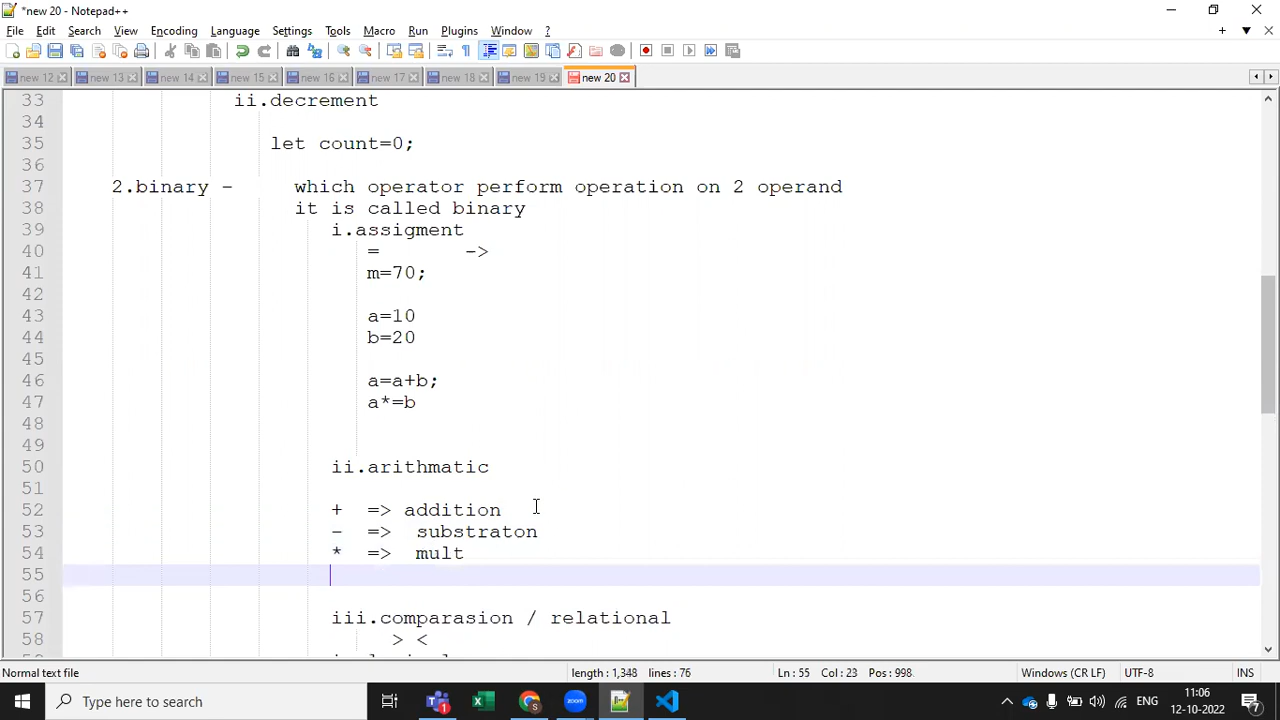 *new 20 - Notepad++
File Edit Search View Encoding Language Settings Tools Macro Run Plugins Window ?
new 12 new 13 new 14 new 15 new 16 new 17 new 18 new 19 new 20
33 ii.decrement
34
35 let count=0;
36
37 2.binary - which operator perform operation on 2 operand
38 it is called binary
39 i.assigment
40 = ->
41 m=70;
42
43 a=10
44 b=20
45
46 a=a+b;
47 a*=b
48
49
50 ii.arithmatic
51
52 + => addition
53 - => substraton
54 * => mult
55
56
57 iii.comparasion / relational
58 > <
Normal text file length : 1,348 lines : 76 Ln : 55 Col : 23 Pos : 998 Windows (CR LF) UTF-8 INS
Type here to search ENG 11:06
12-10-2022 7